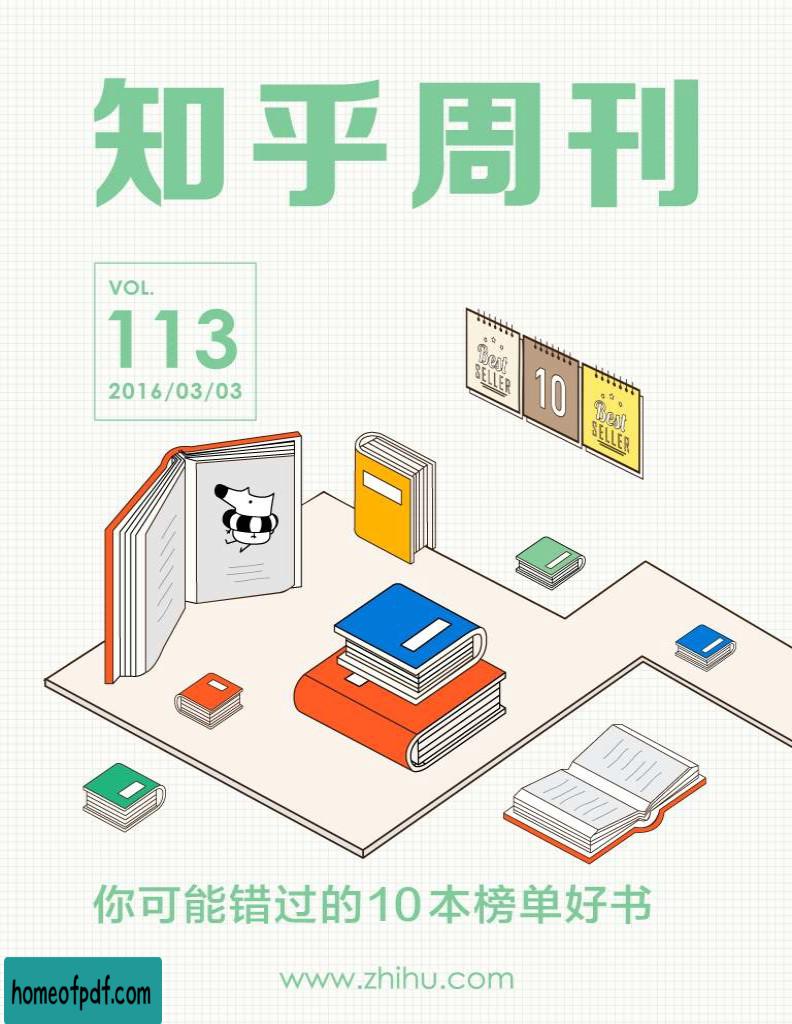 知乎周刊
VOL.
113
2016/03/03
Best
SELLER
10
Best
SELLER
你可能错过的10本榜单好书
www.zhihu.com
homeofpdf.com